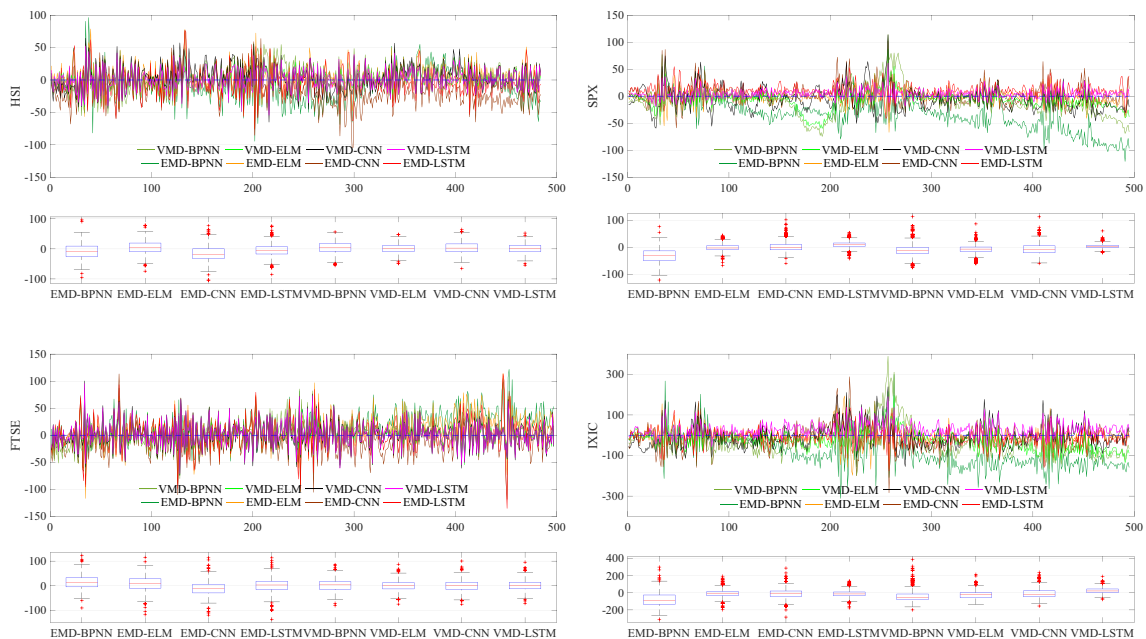 100
50
0
-50
-100
-150
HSI
VMD-BPNN VMD-ELM VMD-CNN VMD-LSTM
EMD-BPNN EMD-ELM EMD-CNN EMD-LSTM
0 100 200 300 400 500
100
0
-100
EMD-BPNN EMD-ELM EMD-CNN EMD-LSTM VMD-BPNN VMD-ELM VMD-CNN VMD-LSTM
150
100
50
0
-50
-100
-150
SPX
VMD-BPNN VMD-ELM VMD-CNN VMD-LSTM
EMD-BPNN EMD-ELM EMD-CNN EMD-LSTM
0 100 200 300 400 500
100
0
-100
EMD-BPNN EMD-ELM EMD-CNN EMD-LSTM VMD-BPNN VMD-ELM VMD-CNN VMD-LSTM
150
100
50
0
-50
-100
-150
FTSE
VMD-BPNN VMD-ELM VMD-CNN VMD-LSTM
EMD-BPNN EMD-ELM EMD-CNN EMD-LSTM
0 100 200 300 400 500
100
0
-100
EMD-BPNN EMD-ELM EMD-CNN EMD-LSTM VMD-BPNN VMD-ELM VMD-CNN VMD-LSTM
300
100
-100
-300
IXIC
VMD-BPNN VMD-ELM VMD-CNN VMD-LSTM
EMD-BPNN EMD-ELM EMD-CNN EMD-LSTM
0 100 200 300 400 500
400
200
0
-200
EMD-BPNN EMD-ELM EMD-CNN EMD-LSTM VMD-BPNN VMD-ELM VMD-CNN VMD-LSTM